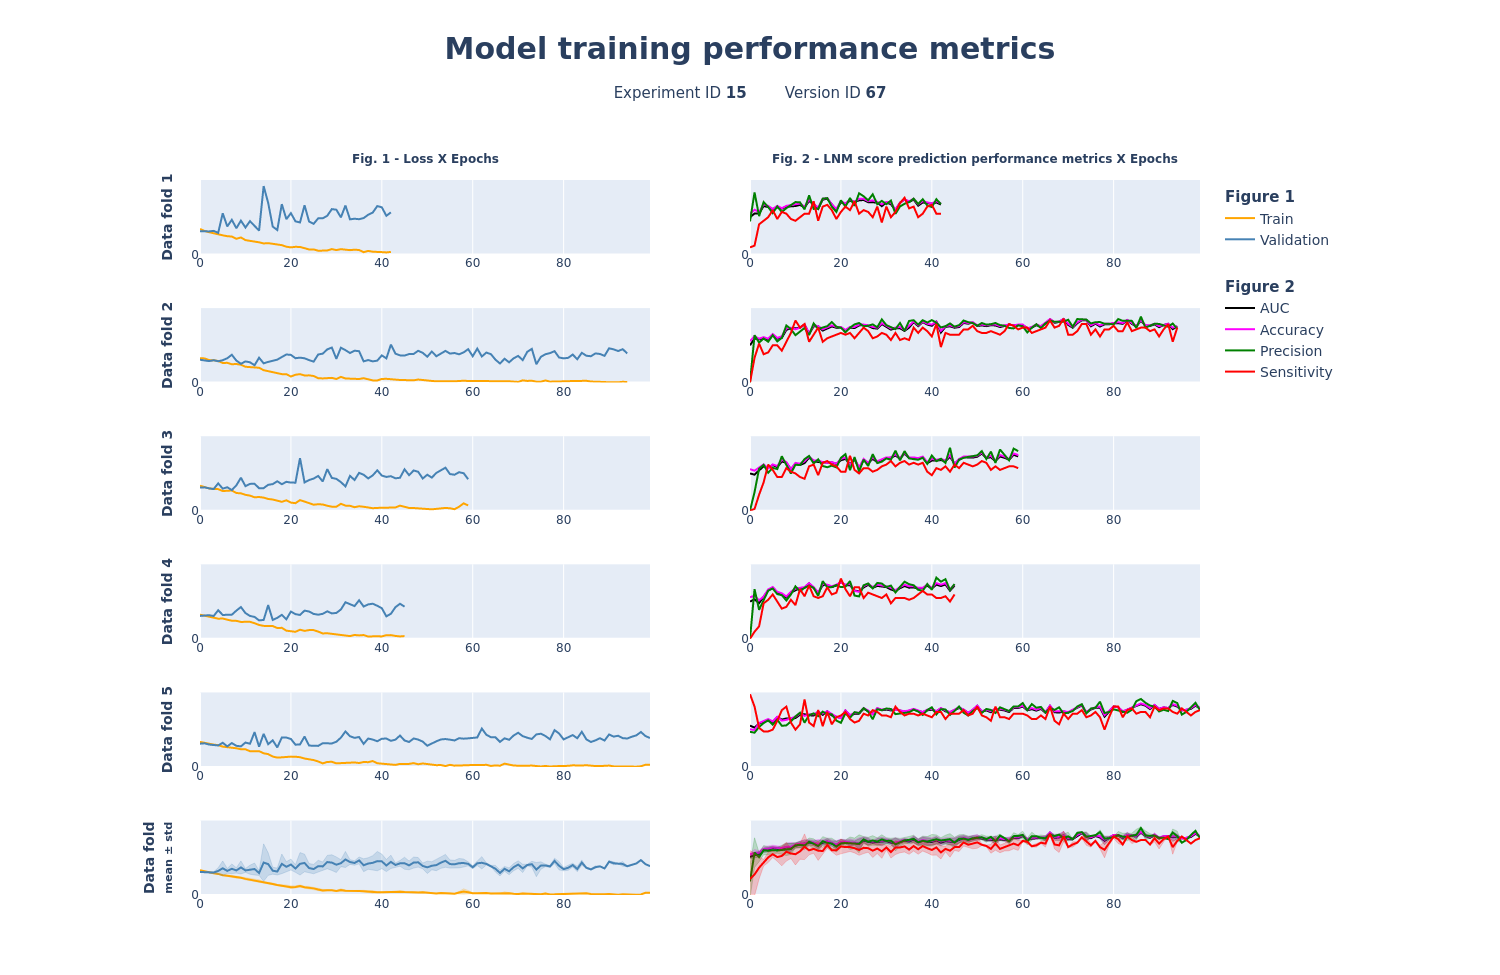 Model training performance metrics
Experiment ID 15 Version ID 67
Fig. 1 - Loss X Epochs
Fig. 2 - LNM score prediction performance metrics X Epochs
Data fold 1
0
0 20 40 60 80
0
0 20 40 60 80
Figure 1
Train
Validation
Figure 2
AUC
Accuracy
Precision
Sensitivity
Data fold 2
0
0 20 40 60 80
0
0 20 40 60 80
Data fold 3
0
0 20 40 60 80
0
0 20 40 60 80
Data fold 4
0
0 20 40 60 80
0
0 20 40 60 80
Data fold 5
0
0 20 40 60 80
0
0 20 40 60 80
Data fold
mean ± std
0
0 20 40 60 80
0
0 20 40 60 80